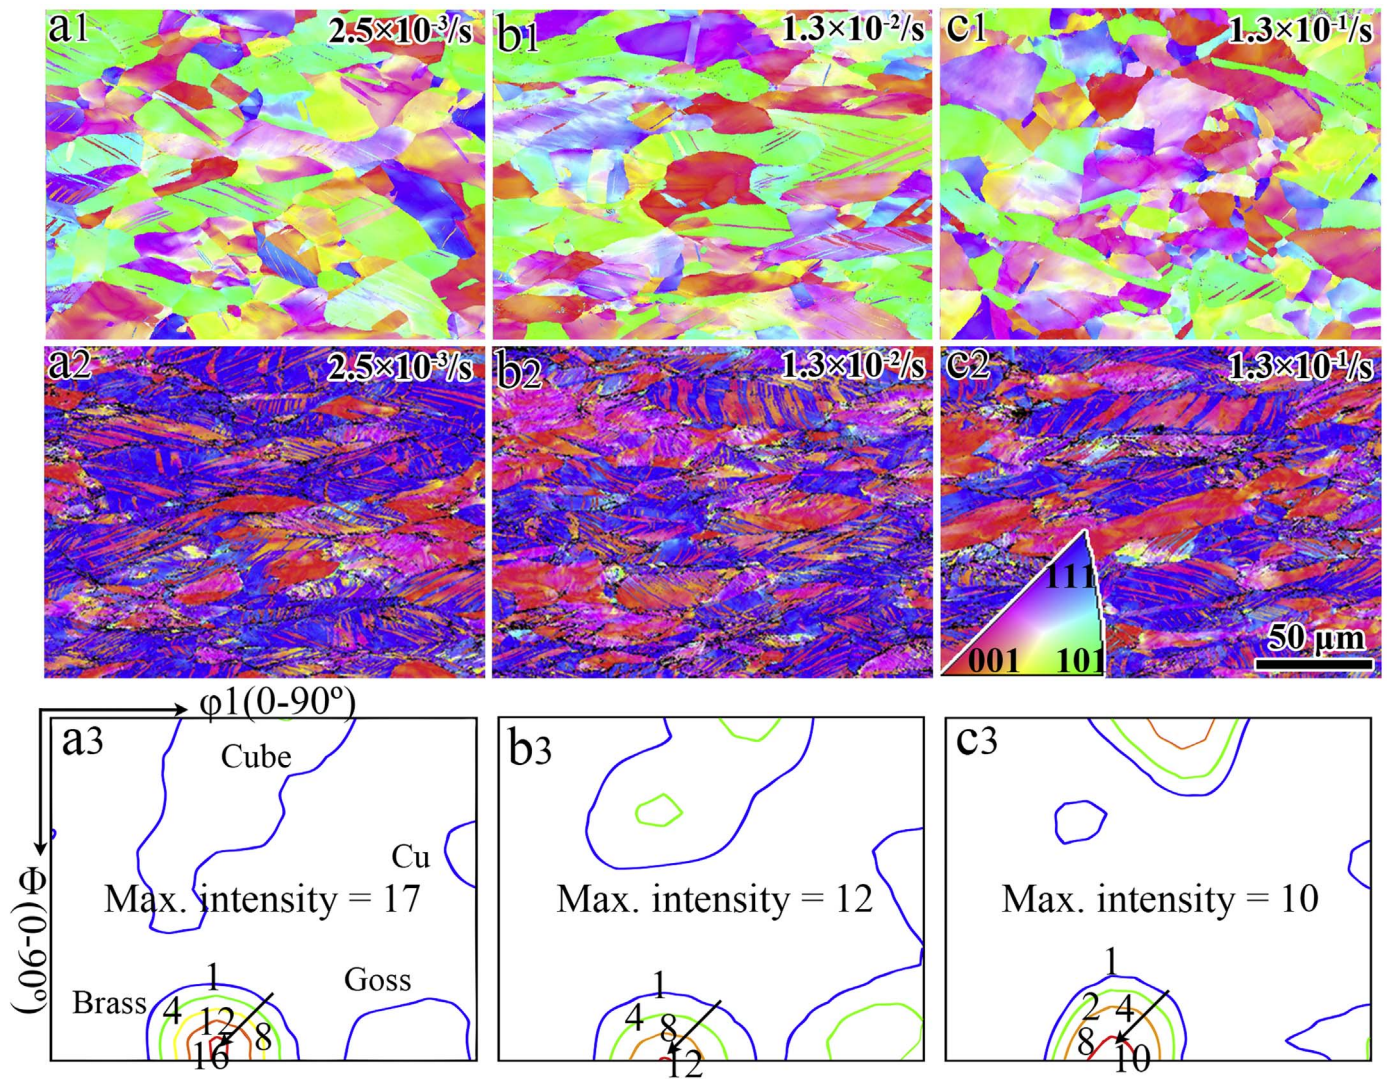 a1 2.5×10⁻³/s
b1 1.3×10⁻²/s
c1 1.3×10⁻¹/s
a2 2.5×10⁻³/s
b2 1.3×10⁻²/s
c2 1.3×10⁻¹/s
111
001 101
50 μm
φ1(0-90º)
Φ(0-90º)
a3
Cube
Cu
Max. intensity = 17
Brass
Goss
1
4
12
8
16
b3
Max. intensity = 12
1
4
8
12
c3
Max. intensity = 10
1
2
4
8
10